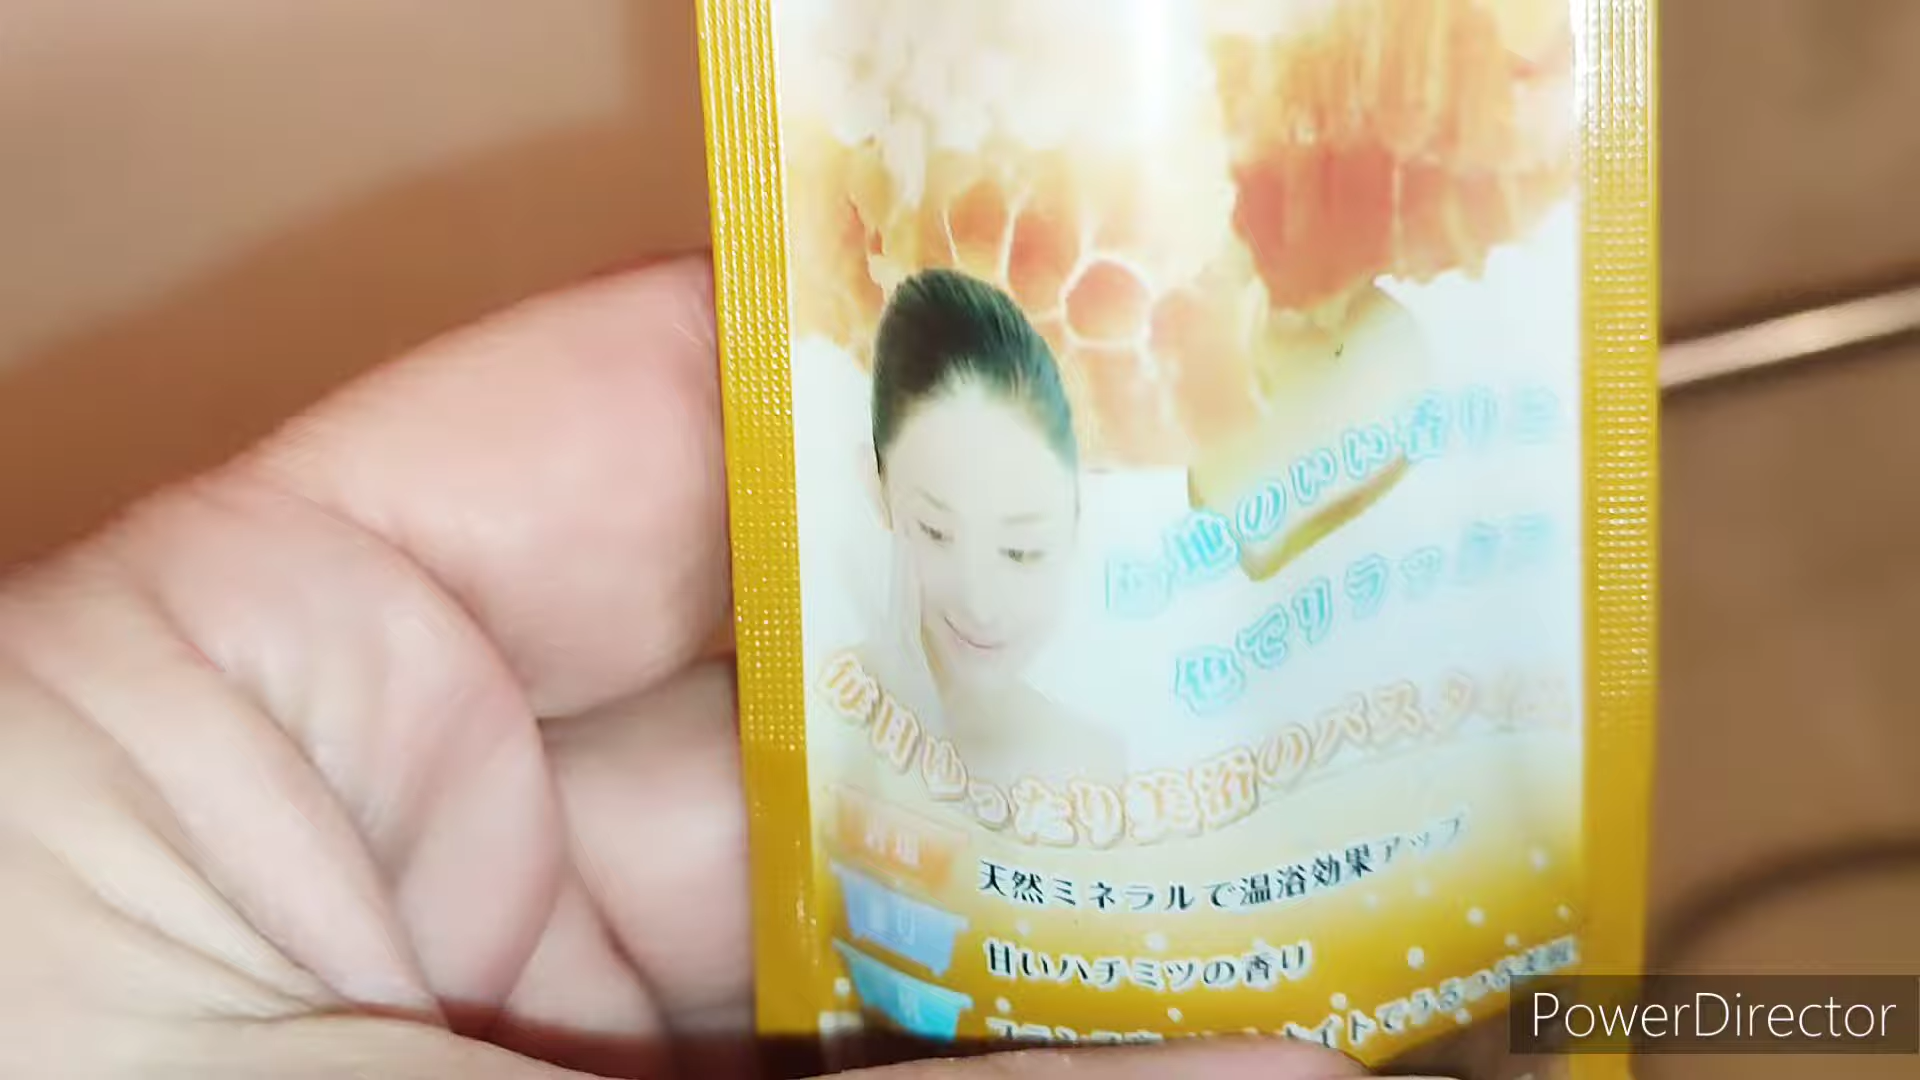 心地のいい香りと
色でリラックス
毎日ゆったり美浴のバスタイム
天然ミネラルで温浴効果アップ
香り
甘いハチミツの香り
PowerDirector